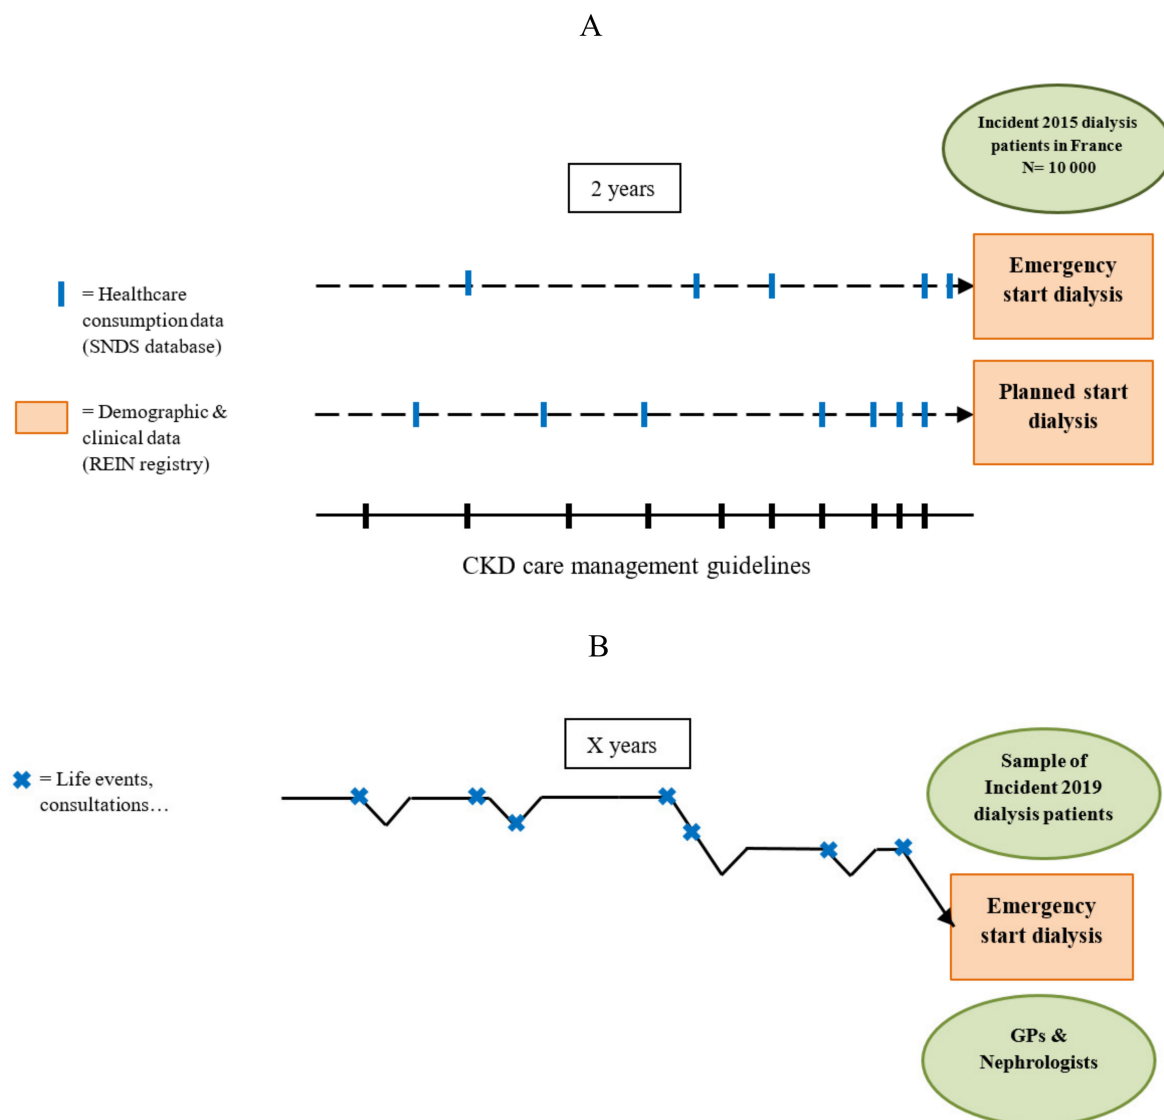 A
Incident 2015 dialysis
patients in France
N= 10 000
2 years
Emergency
start dialysis
= Healthcare
consumption data
(SNDS database)
Planned start
dialysis
= Demographic &
clinical data
(REIN registry)
CKD care management guidelines
B
X years
Sample of
Incident 2019
dialysis patients
= Life events,
consultations…
Emergency
start dialysis
GPs &
Nephrologists